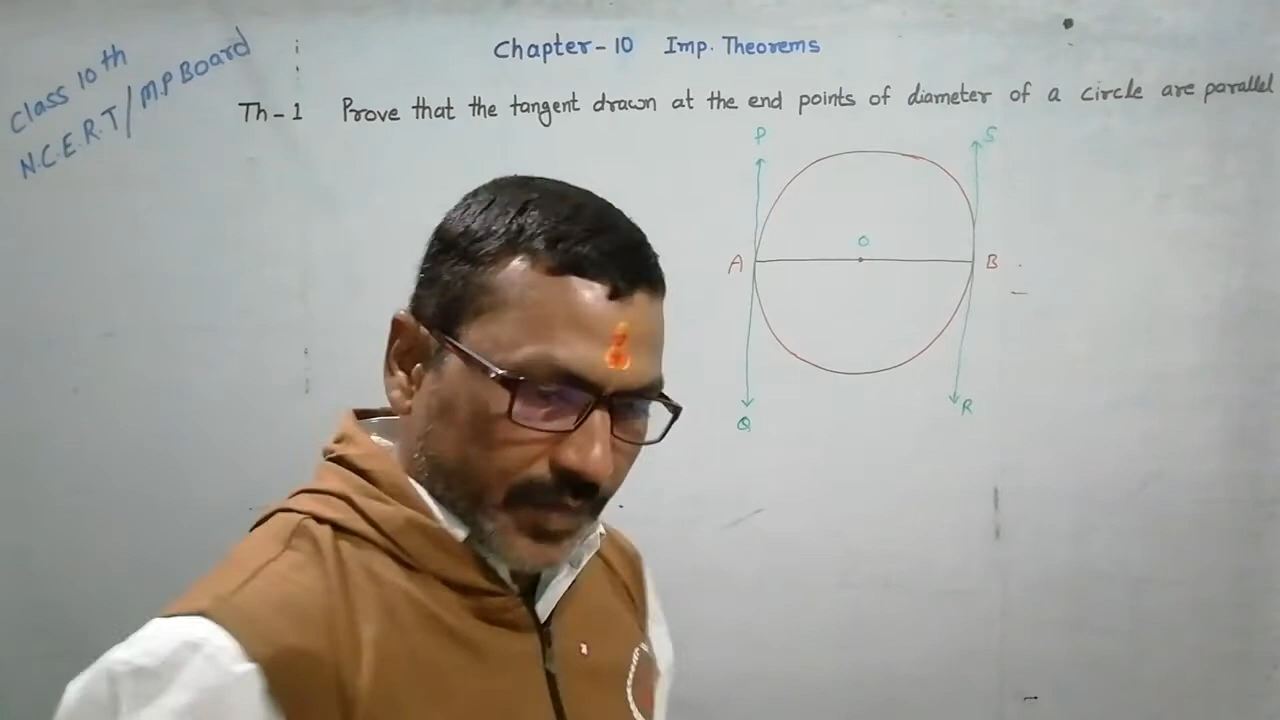 Class 10th
N.C.E.R.T/M.P Board
Chapter-10 Imp. Theorems
Th-1 Prove that the tangent drawn at the end points of diameter of a circle are parallel
P
S
O
A
B
Q
R